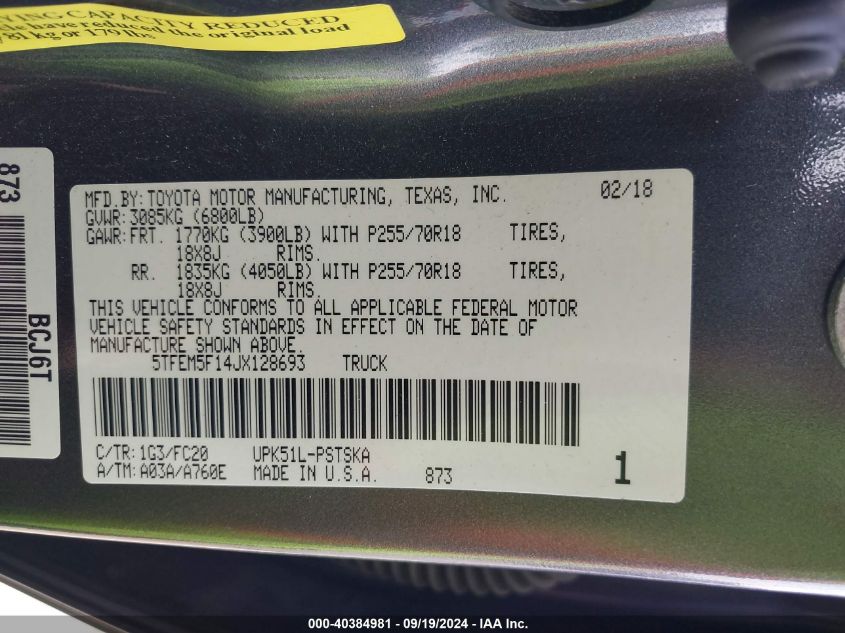 YING CAPACITY REDUCED
have reduced the original load
81 kg or 179 lbs.
873
BCJ6T
MFD.BY: TOYOTA MOTOR MANUFACTURING, TEXAS, INC. 02/18
GVWR: 3085KG (6800LB)
GAWR: FRT. 1770KG (3900LB) WITH P255/70R18 TIRES,
18X8J RIMS.
RR. 1835KG (4050LB) WITH P255/70R18 TIRES,
18X8J RIMS.
THIS VEHICLE CONFORMS TO ALL APPLICABLE FEDERAL MOTOR
VEHICLE SAFETY STANDARDS IN EFFECT ON THE DATE OF
MANUFACTURE SHOWN ABOVE.
5TFEM5F14JX128693 TRUCK
C/TR: 1G3/FC20 UPK51L-PSTSKA
A/TM: A03A/A760E MADE IN U.S.A. 873 1
000-40384981 - 09/19/2024 - IAA Inc.